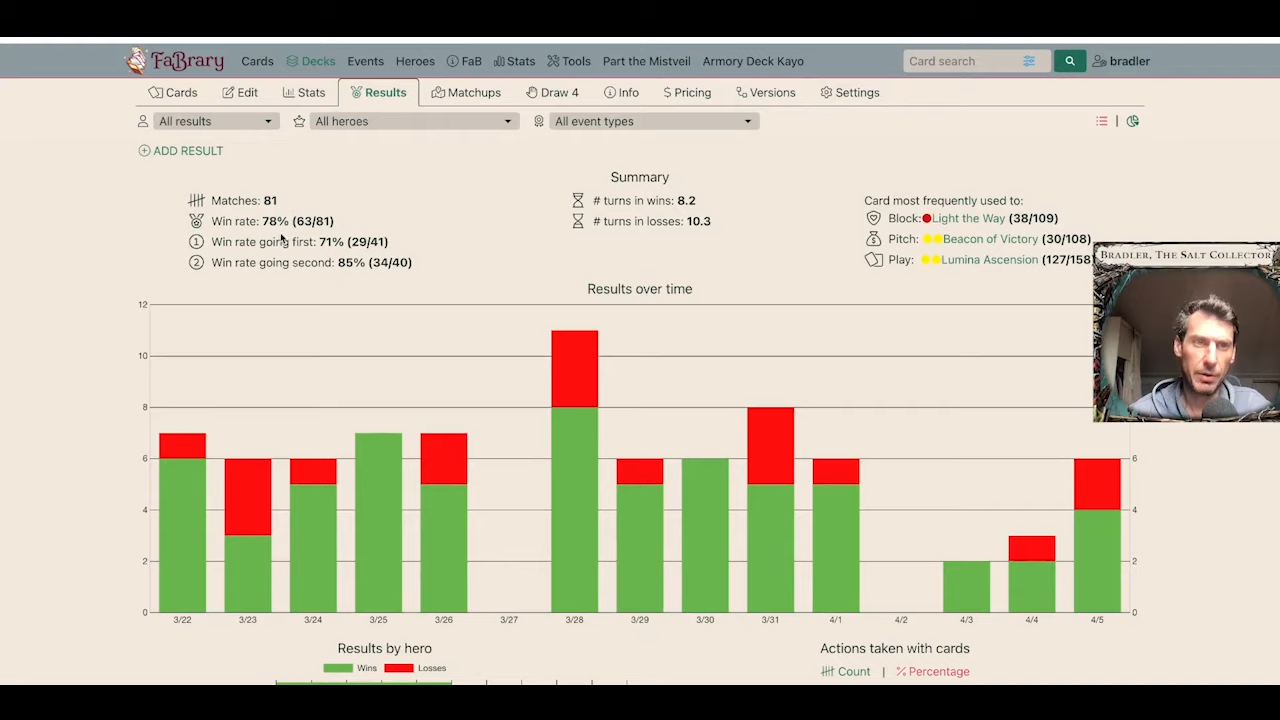 FaBrary Cards Decks Events Heroes FaB Stats Tools Part the Mistveil Armory Deck Kayo Card search bradler
Cards Edit Stats Results Matchups Draw 4 Info Pricing Versions Settings
All results All heroes All event types |
ADD RESULT
Summary
Matches: 81
Win rate: 78% (63/81)
1 Win rate going first: 71% (29/41)
2 Win rate going second: 85% (34/40)
# turns in wins: 8.2
# turns in losses: 10.3
Card most frequently used to:
Block: Light the Way (38/109)
Pitch: Beacon of Victory (30/108)
Play: Lumina Ascension (127/158)
BRADLER, THE SALT COLLECTOR
Results over time
12
10
8
6 6
4 4
2 2
0 0
3/22 3/23 3/24 3/25 3/26 3/27 3/28 3/29 3/30 3/31 4/1 4/2 4/3 4/4 4/5
Results by hero
Wins Losses
Actions taken with cards
Count | Percentage